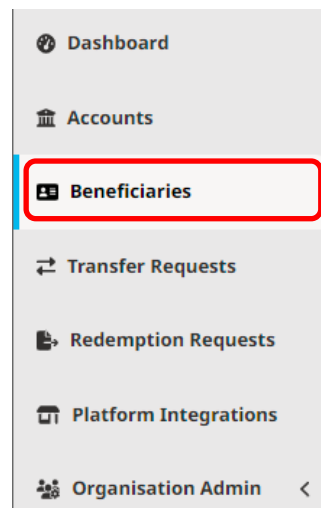 Dashboard
Accounts
Beneficiaries
Transfer Requests
Redemption Requests
Platform Integrations
Organisation Admin